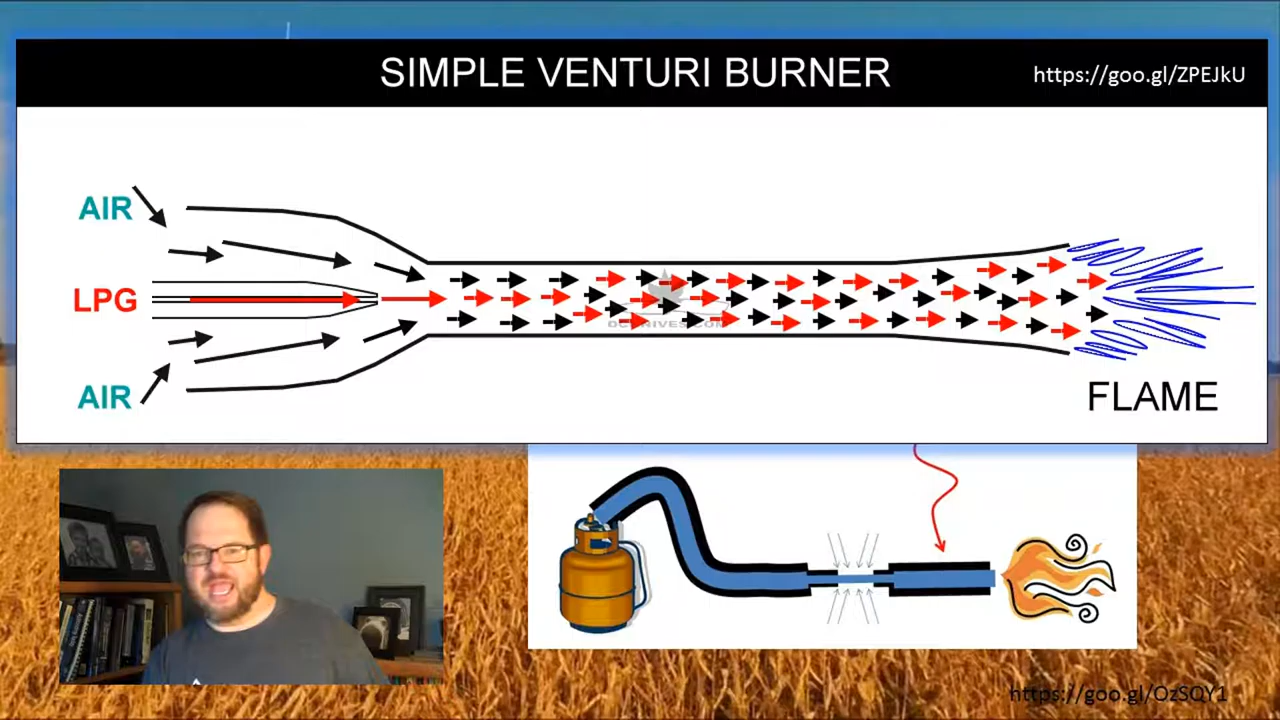 SIMPLE VENTURI BURNER
https://goo.gl/ZPEJkU
AIR
LPG
AIR
FLAME
https://goo.gl/OzSQY1